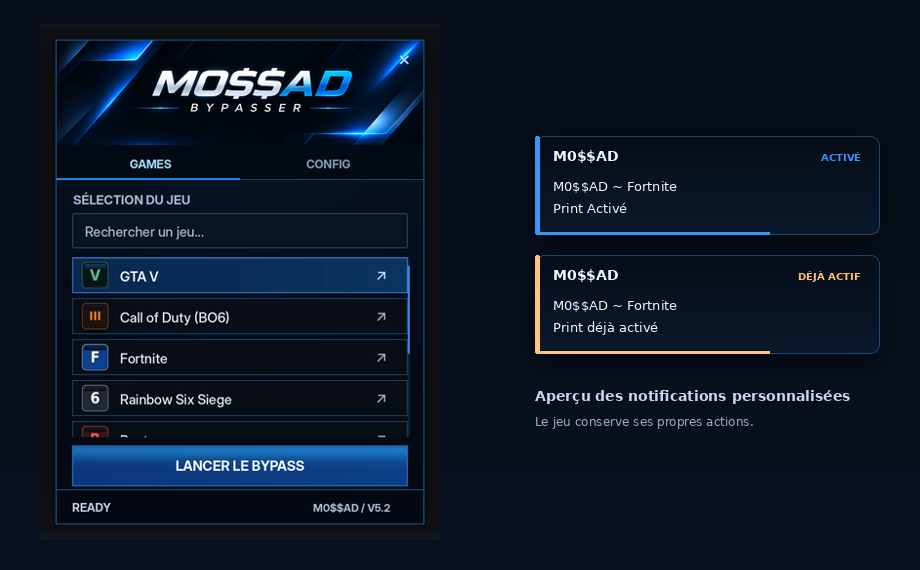 MO$$AD
BYPASSER
×
GAMES
CONFIG
SÉLECTION DU JEU
Rechercher un jeu...
V
GTA V
III
Call of Duty (BO6)
F
Fortnite
6
Rainbow Six Siege
LANCER LE BYPASS
READY
M0$$AD / V5.2
M0$$AD
ACTIVÉ
M0$$AD ~ Fortnite
Print Activé
M0$$AD
DÉJÀ ACTIF
M0$$AD ~ Fortnite
Print déjà activé
Aperçu des notifications personnalisées
Le jeu conserve ses propres actions.